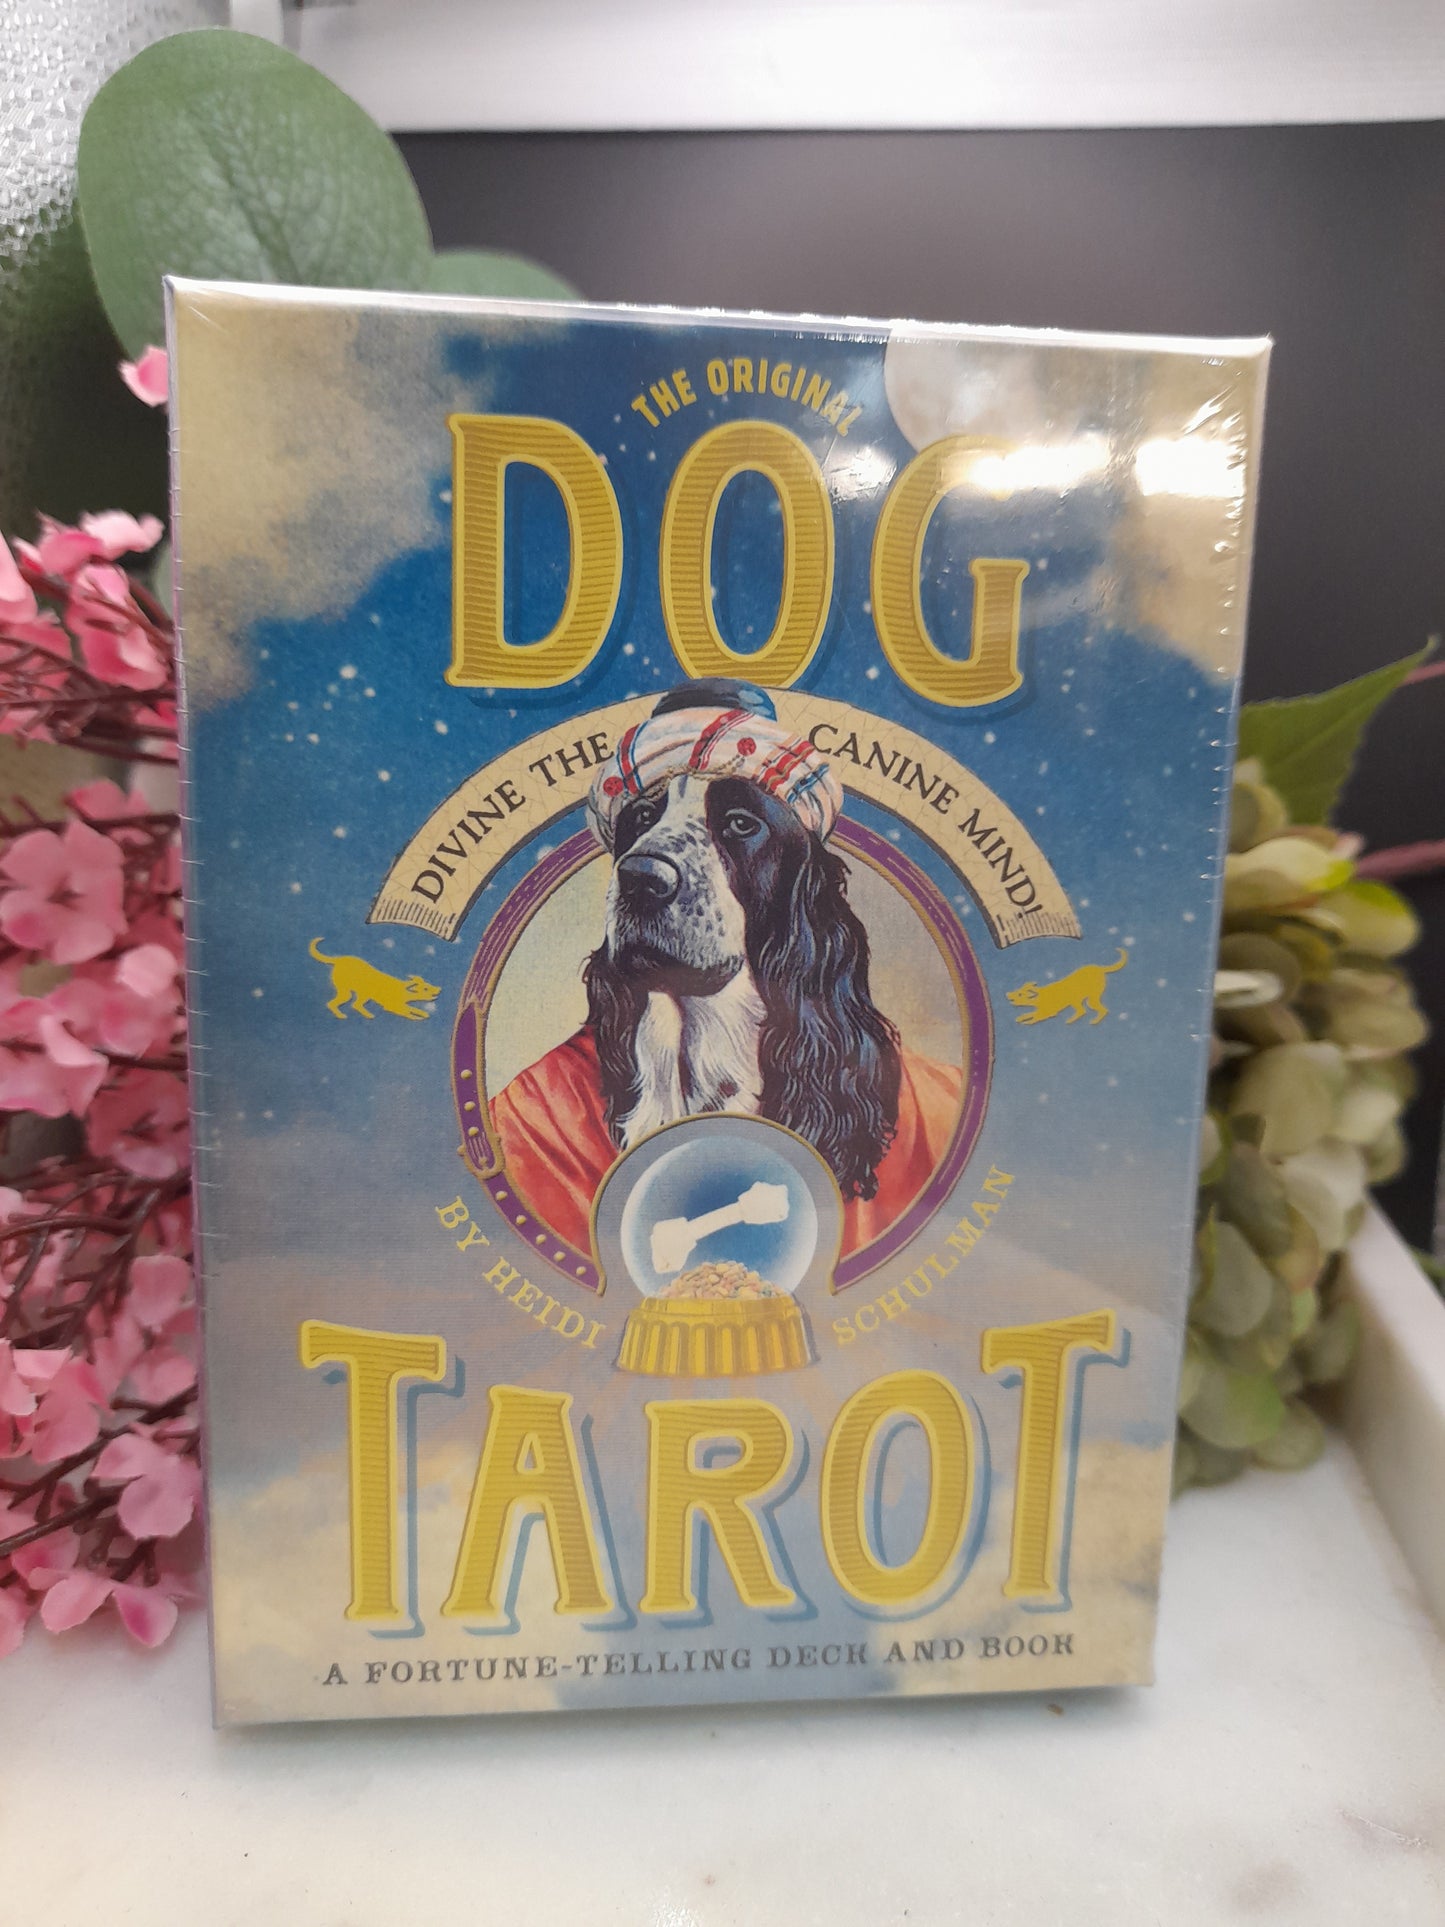 THE ORIGINAL
DOG
DIVINE THE CANINE MIND!
BY HEIDI SCHULMAN
TAROT
A FORTUNE-TELLING DECK AND BOOK